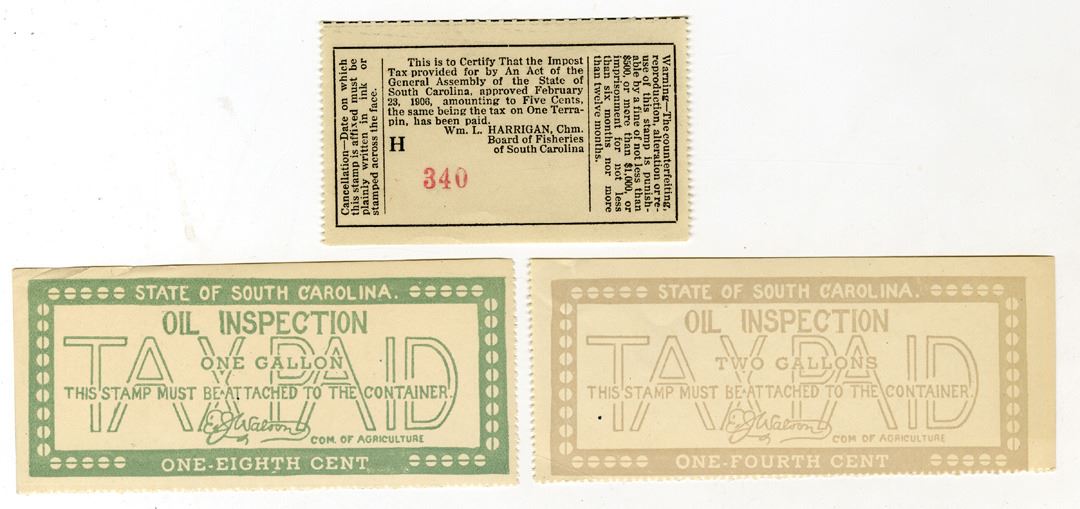 Cancellation—Date on which
this stamp is affixed must be
plainly written in ink or
stamped across the face.
This is to Certify That the Impost
Tax provided for by An Act of the
General Assembly of the State of
South Carolina, approved February
23, 1906, amounting to Five Cents,
the same being the tax on One Terra-
pin, has been paid.
Wm. L. HARRIGAN, Chm.
Board of Fisheries
of South Carolina
H
340
Warning—The counterfeiting,
reproduction, alteration or re-
use of this stamp is punish-
able by a fine of not less than
$500, or more than $1,000, or
imprisonment for not less
than six months nor more
than twelve months.
STATE OF SOUTH CAROLINA.
OIL INSPECTION
TAX PAID
ONE GALLON
THIS STAMP MUST BE ATTACHED TO THE CONTAINER.
E J Watson
COM. OF AGRICULTURE
ONE-EIGHTH CENT
STATE OF SOUTH CAROLINA.
OIL INSPECTION
TAX PAID
TWO GALLONS
THIS STAMP MUST BE ATTACHED TO THE CONTAINER.
E J Watson
COM. OF AGRICULTURE
ONE-FOURTH CENT